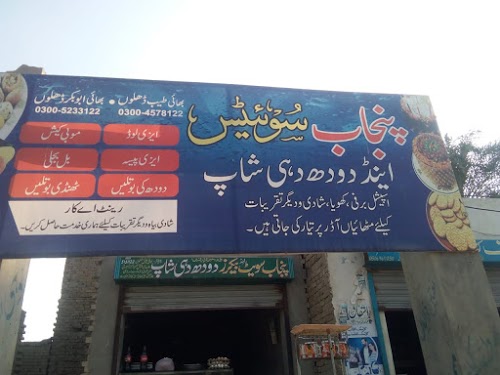 پنجاب سوئیٹس
اینڈ دودھ دہی شاپ
اسپیشل برفی، کھویا، شادی و دیگر تقریبات
کیلئے مٹھائیاں آڈر پر تیار کی جاتی ہیں۔
بھائی طیب ڈھلوں • بھائی ابوبکر ڈھلوں
0300-4578122 0300-5233122
ایزی لوڈ موبی کیش
ایزی پیسہ بل بجلی
دودھ کی بوتلیں ٹھنڈی بوتلیں
رینٹ اے کار
شادی بیاہ و دیگر تقریبات کیلئے ہماری خدمت حاصل کریں۔
پنجاب سویٹ بیکرز دودھ دہی شاپ